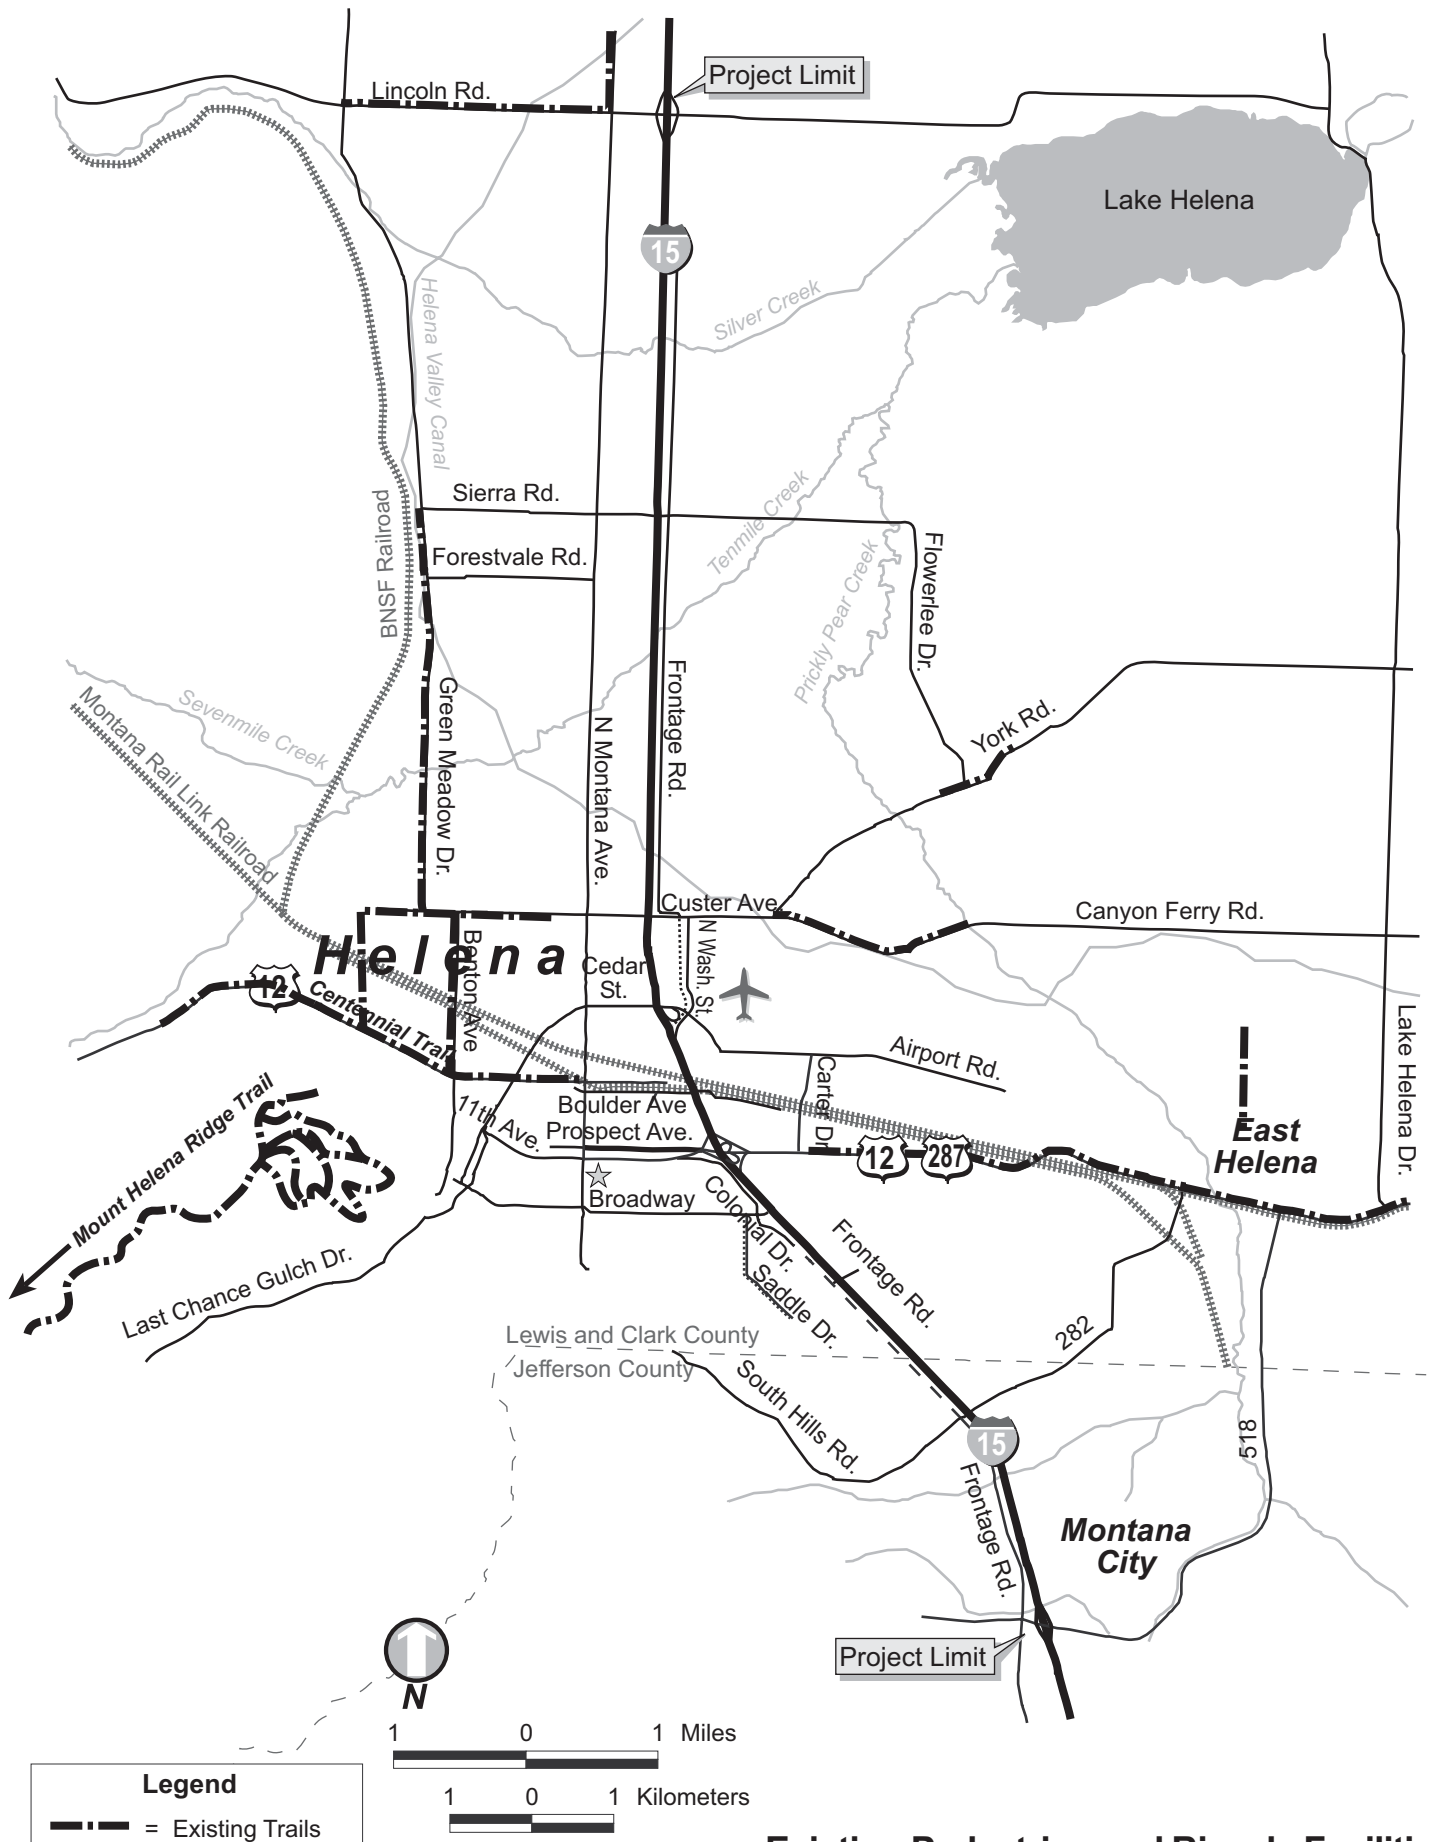 Project Limit
Lincoln Rd.
Lake Helena
15
Silver Creek
Helena Valley Canal
Sierra Rd.
Tenmile Creek
Forestvale Rd.
Flowerlee Dr.
BNSF Railroad
Prickly Pear Creek
Frontage Rd.
Green Meadow Dr.
Sevenmile Creek
Montana Rail Link Railroad
N Montana Ave.
York Rd.
Custer Ave.
Canyon Ferry Rd.
Helena
Benton Ave
N Wash. St.
Cedar
St.
12
Centennial Trail
Airport Rd.
Lake Helena Dr.
Carter Dr.
Mount Helena Ridge Trail
11th Ave.
Boulder Ave
Prospect Ave.
12
287
East
Helena
Broadway
Colonial Dr.
Frontage Rd.
Saddle Dr.
Last Chance Gulch Dr.
Lewis and Clark County
Jefferson County
282
South Hills Rd.
15
518
Frontage Rd.
Montana
City
Project Limit
N
1 0 1 Miles
1 0 1 Kilometers
Legend
= Existing Trails